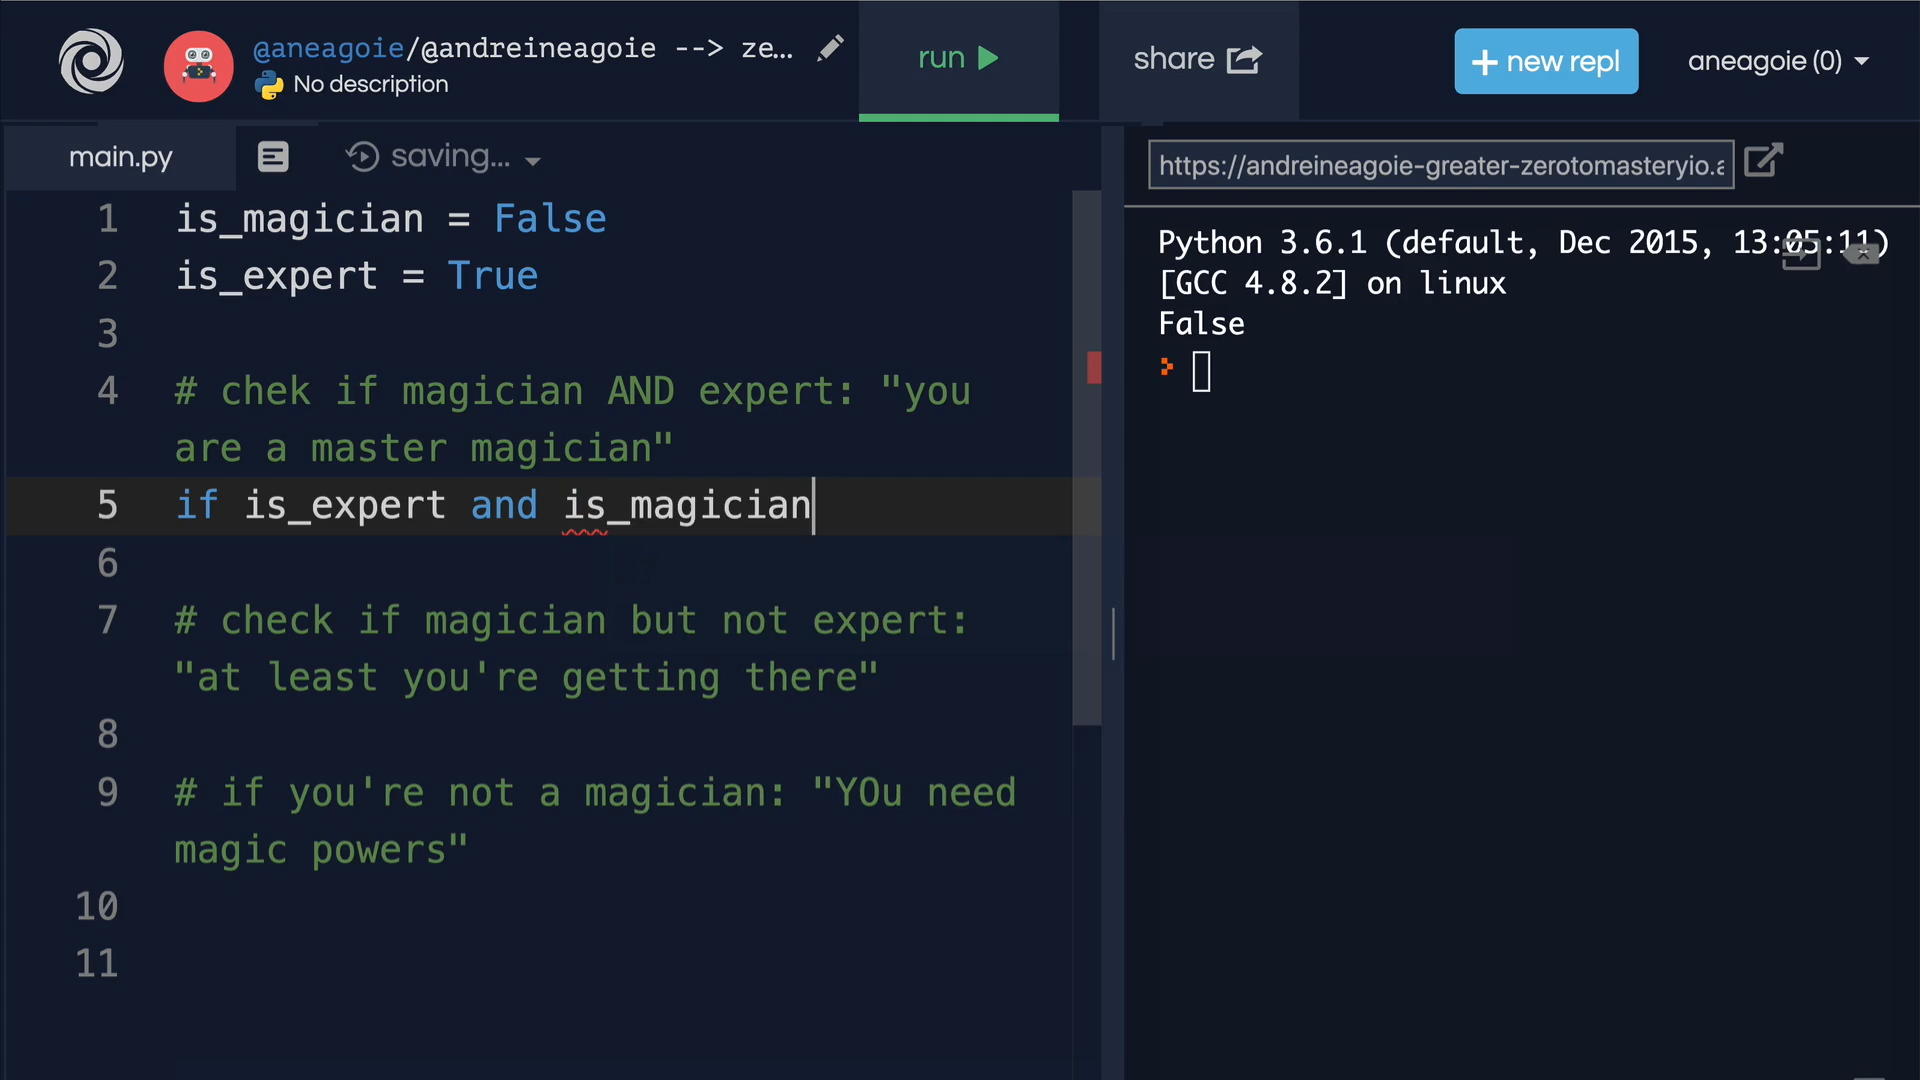 @aneagoie/@andreineagoie --> ze...
No description
run
share
+ new repl
aneagoie (0)
main.py
saving...
https://andreineagoie-greater-zerotomasteryio.a
1 is_magician = False
2 is_expert = True
3
4 # chek if magician AND expert: "you
are a master magician"
5 if is_expert and is_magician
6
7 # check if magician but not expert:
"at least you're getting there"
8
9 # if you're not a magician: "YOu need
magic powers"
10
11
Python 3.6.1 (default, Dec 2015, 13:05:11)
[GCC 4.8.2] on linux
False